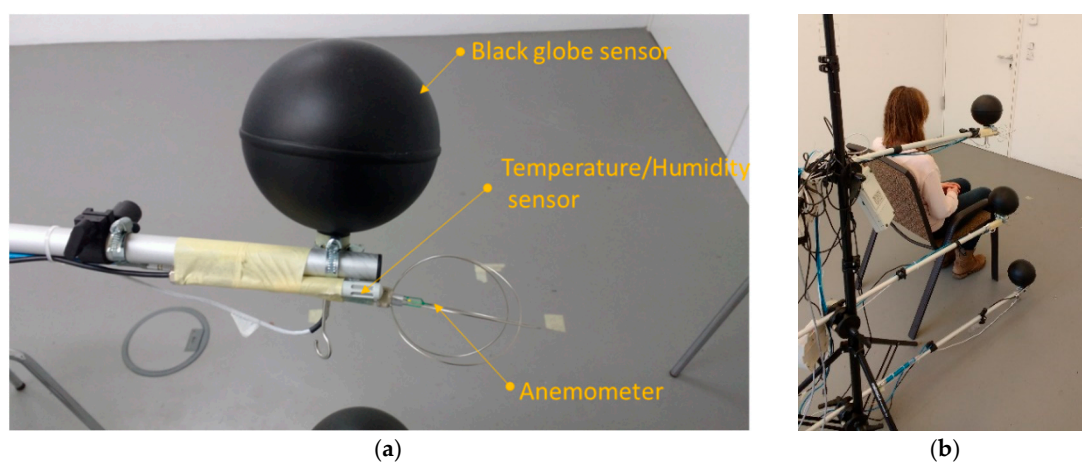 Black globe sensor
Temperature/Humidity
sensor
Anemometer
(a)
(b)